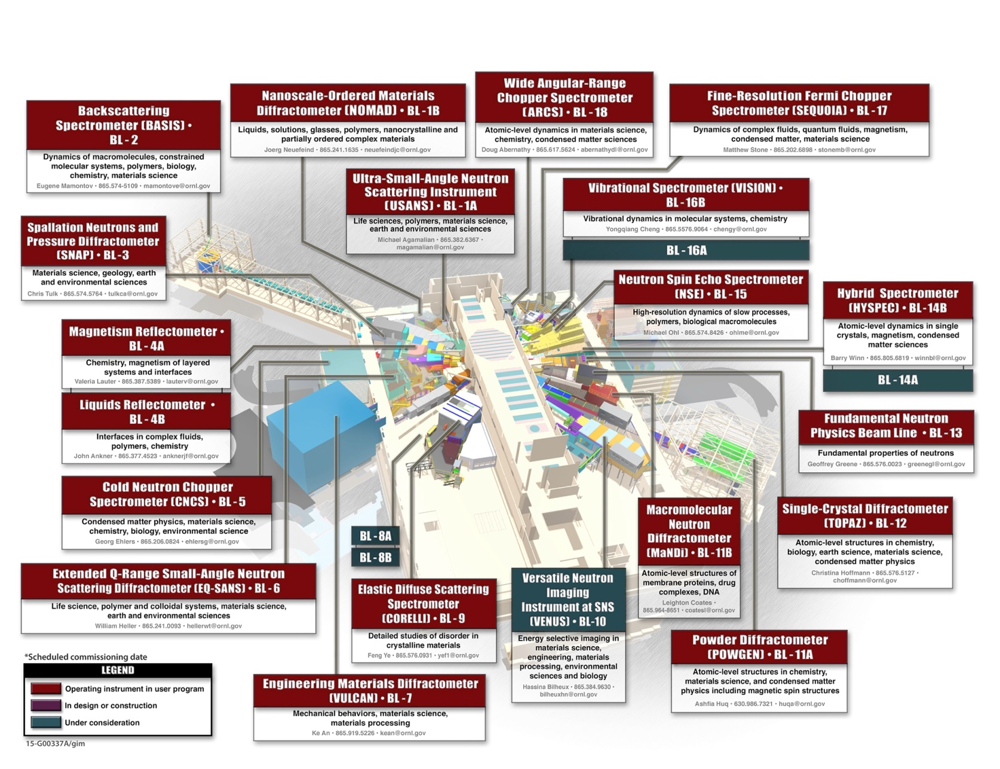 Backscattering
Spectrometer (BASIS) •
BL - 2
Dynamics of macromolecules, constrained
molecular systems, polymers, biology,
chemistry, materials science
Eugene Mamontov • 865.574-5109 • mamontove@ornl.gov
Nanoscale-Ordered Materials
Diffractometer (NOMAD) • BL - 1B
Liquids, solutions, glasses, polymers, nanocrystalline and
partially ordered complex materials
Joerg Neuefeind • 865.241.1635 • neuefeindjc@ornl.gov
Wide Angular-Range
Chopper Spectrometer
(ARCS) • BL - 18
Atomic-level dynamics in materials science,
chemistry, condensed matter sciences
Doug Abernathy • 865.617.5624 • abernathydl@ornl.gov
Fine-Resolution Fermi Chopper
Spectrometer (SEQUOIA) • BL - 17
Dynamics of complex fluids, quantum fluids, magnetism,
condensed matter, materials science
Matthew Stone • 865.202.6898 • stonemb@ornl.gov
Ultra-Small-Angle Neutron
Scattering Instrument
(USANS) • BL - 1A
Life sciences, polymers, materials science,
earth and environmental sciences
Michael Agamalian • 865.382.6367 •
magamalian@ornl.gov
Vibrational Spectrometer (VISION) •
BL - 16B
Vibrational dynamics in molecular systems, chemistry
Yongqiang Cheng • 865.5576.9064 • chengy@ornl.gov
BL - 16A
Spallation Neutrons and
Pressure Diffractometer
(SNAP) • BL - 3
Materials science, geology, earth
and environmental sciences
Chris Tulk • 865.574.5764 • tulkca@ornl.gov
Neutron Spin Echo Spectrometer
(NSE) • BL - 15
High-resolution dynamics of slow processes,
polymers, biological macromolecules
Michael Ohl • 865.574.8426 • ohlme@ornl.gov
Hybrid Spectrometer
(HYSPEC) • BL - 14B
Atomic-level dynamics in single
crystals, magnetism, condensed
matter sciences
Barry Winn • 865.805.6819 • winnbl@ornl.gov
BL - 14A
Magnetism Reflectometer •
BL - 4A
Chemistry, magnetism of layered
systems and interfaces
Valeria Lauter • 865.387.5389 • lauterv@ornl.gov
Liquids Reflectometer •
BL - 4B
Interfaces in complex fluids,
polymers, chemistry
John Ankner • 865.377.4523 • anknerjf@ornl.gov
Fundamental Neutron
Physics Beam Line • BL - 13
Fundamental properties of neutrons
Geoffrey Greene • 865.576.0023 • greenegl@ornl.gov
Cold Neutron Chopper
Spectrometer (CNCS) • BL - 5
Condensed matter physics, materials science,
chemistry, biology, environmental science
Georg Ehlers • 865.206.0824 • ehlersg@ornl.gov
BL - 8A
BL - 8B
Macromolecular
Neutron
Diffractometer
(MaNDi) • BL - 11B
Atomic-level structures of
membrane proteins, drug
complexes, DNA
Leighton Coates •
865.964-8651 • coatesl@ornl.gov
Single-Crystal Diffractometer
(TOPAZ) • BL - 12
Atomic-level structures in chemistry,
biology, earth science, materials science,
condensed matter physics
Christina Hoffmann • 865.576.5127 •
choffmann@ornl.gov
Extended Q-Range Small-Angle Neutron
Scattering Diffractometer (EQ-SANS) • BL - 6
Life science, polymer and colloidal systems, materials science,
earth and environmental sciences
William Heller • 865.241.0093 • hellerwt@ornl.gov
Elastic Diffuse Scattering
Spectrometer
(CORELLI) • BL - 9
Detailed studies of disorder in
crystalline materials
Feng Ye • 865.576.0931 • yef1@ornl.gov
Versatile Neutron
Imaging
Instrument at SNS
(VENUS) • BL-10
Energy selective imaging in
materials science,
engineering, materials
processing, environmental
sciences and biology
Hassina Bilheux • 865.384.9630 •
bilheuxhn@ornl.gov
Powder Diffractometer
(POWGEN) • BL - 11A
Atomic-level structures in chemistry,
materials science, and condensed matter
physics including magnetic spin structures
Ashfia Huq • 630.986.7321 • huqa@ornl.gov
Engineering Materials Diffractometer
(VULCAN) • BL - 7
Mechanical behaviors, materials science,
materials processing
Ke An • 865.919.5226 • kean@ornl.gov
*Scheduled commissioning date
LEGEND
Operating instrument in user program
In design or construction
Under consideration
15-G00337A/gim